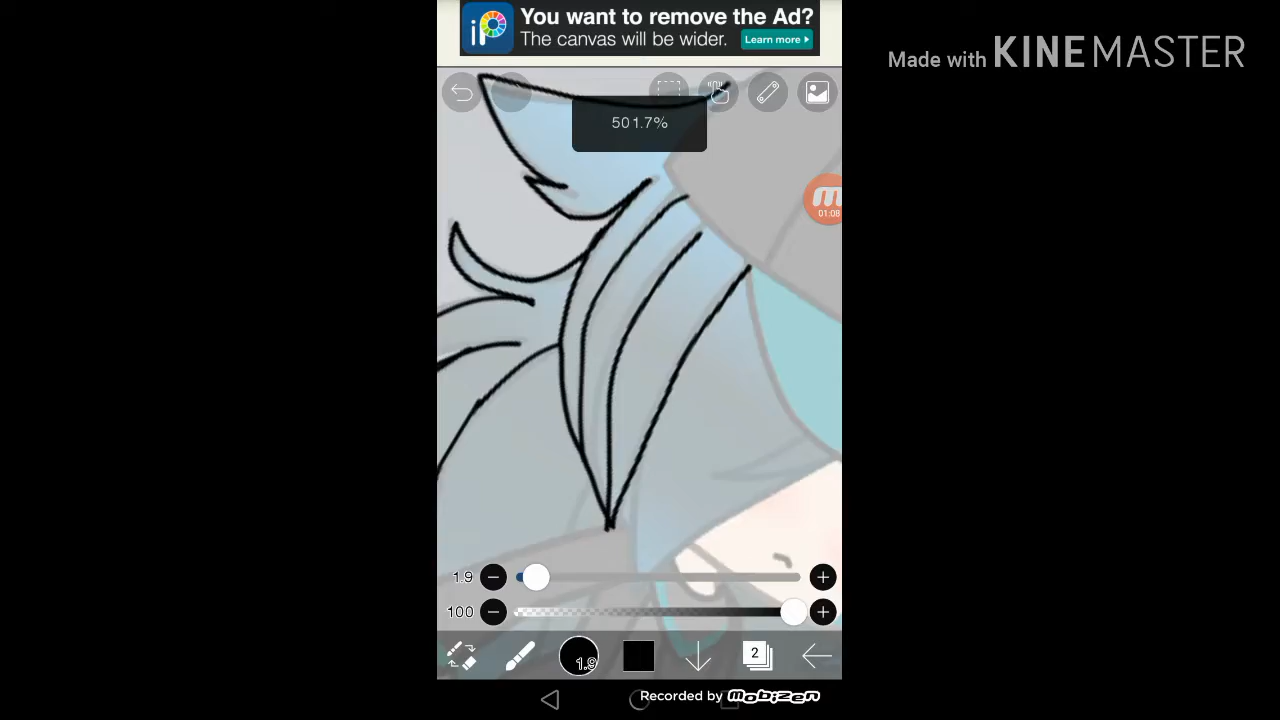 You want to remove the Ad?
The canvas will be wider.
Learn more
Made with KINEMASTER
501.7%
01:08
1.9
100
1.9
2
Recorded by mobizen